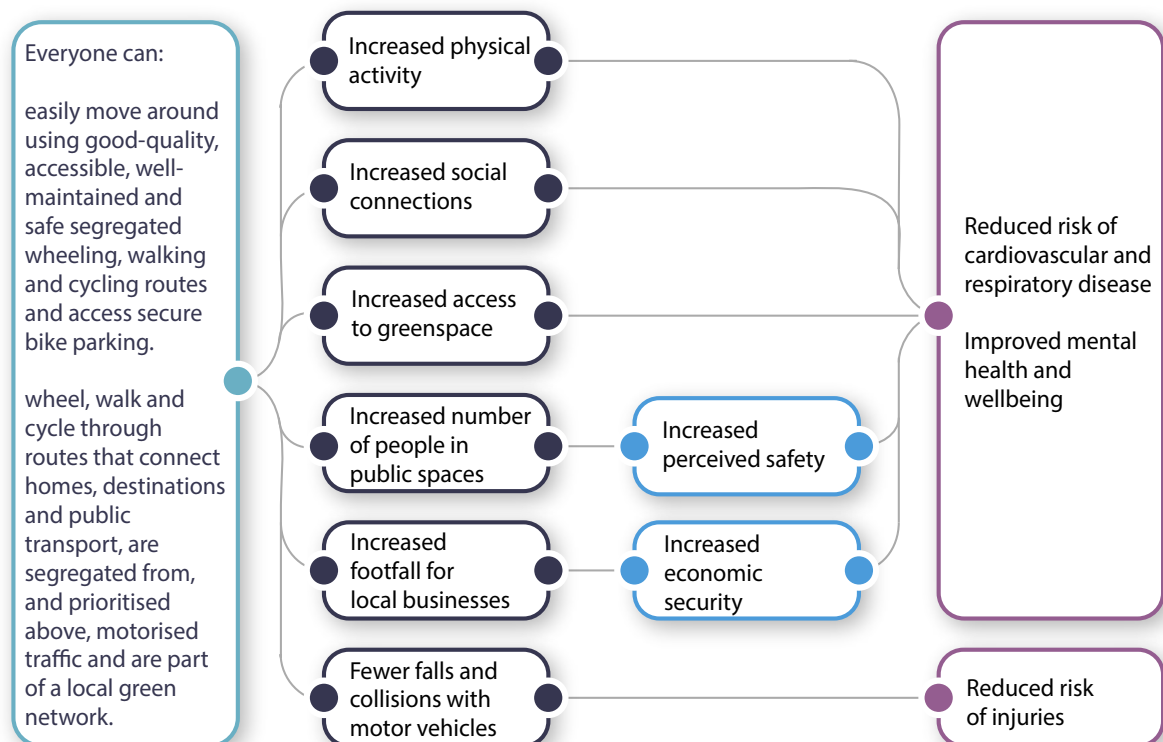 Everyone can:
easily move around
using good-quality,
accessible, well-
maintained and
safe segregated
wheeling, walking
and cycling routes
and access secure
bike parking.
wheel, walk and
cycle through
routes that connect
homes, destinations
and public
transport, are
segregated from,
and prioritised
above, motorised
traffic and are part
of a local green
network.
Increased physical
activity
Increased social
connections
Increased access
to greenspace
Increased number
of people in
public spaces
Increased
perceived safety
Increased
footfall for
local businesses
Increased
economic
security
Fewer falls and
collisions with
motor vehicles
Reduced risk of
cardiovascular and
respiratory disease
Improved mental
health and
wellbeing
Reduced risk
of injuries